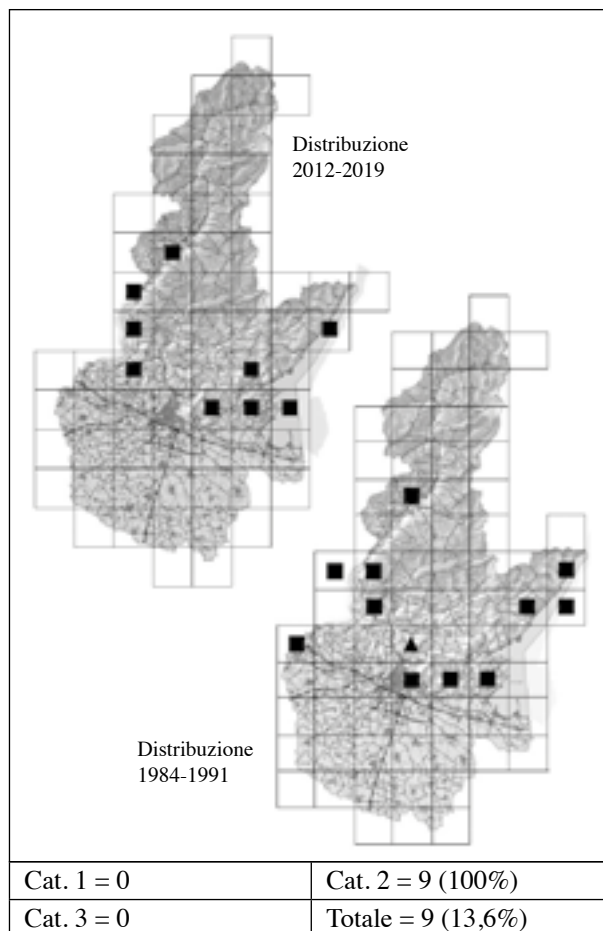 Distribuzione
2012-2019
Distribuzione
1984-1991
Cat. 1 = 0
Cat. 2 = 9 (100%)
Cat. 3 = 0
Totale = 9 (13,6%)